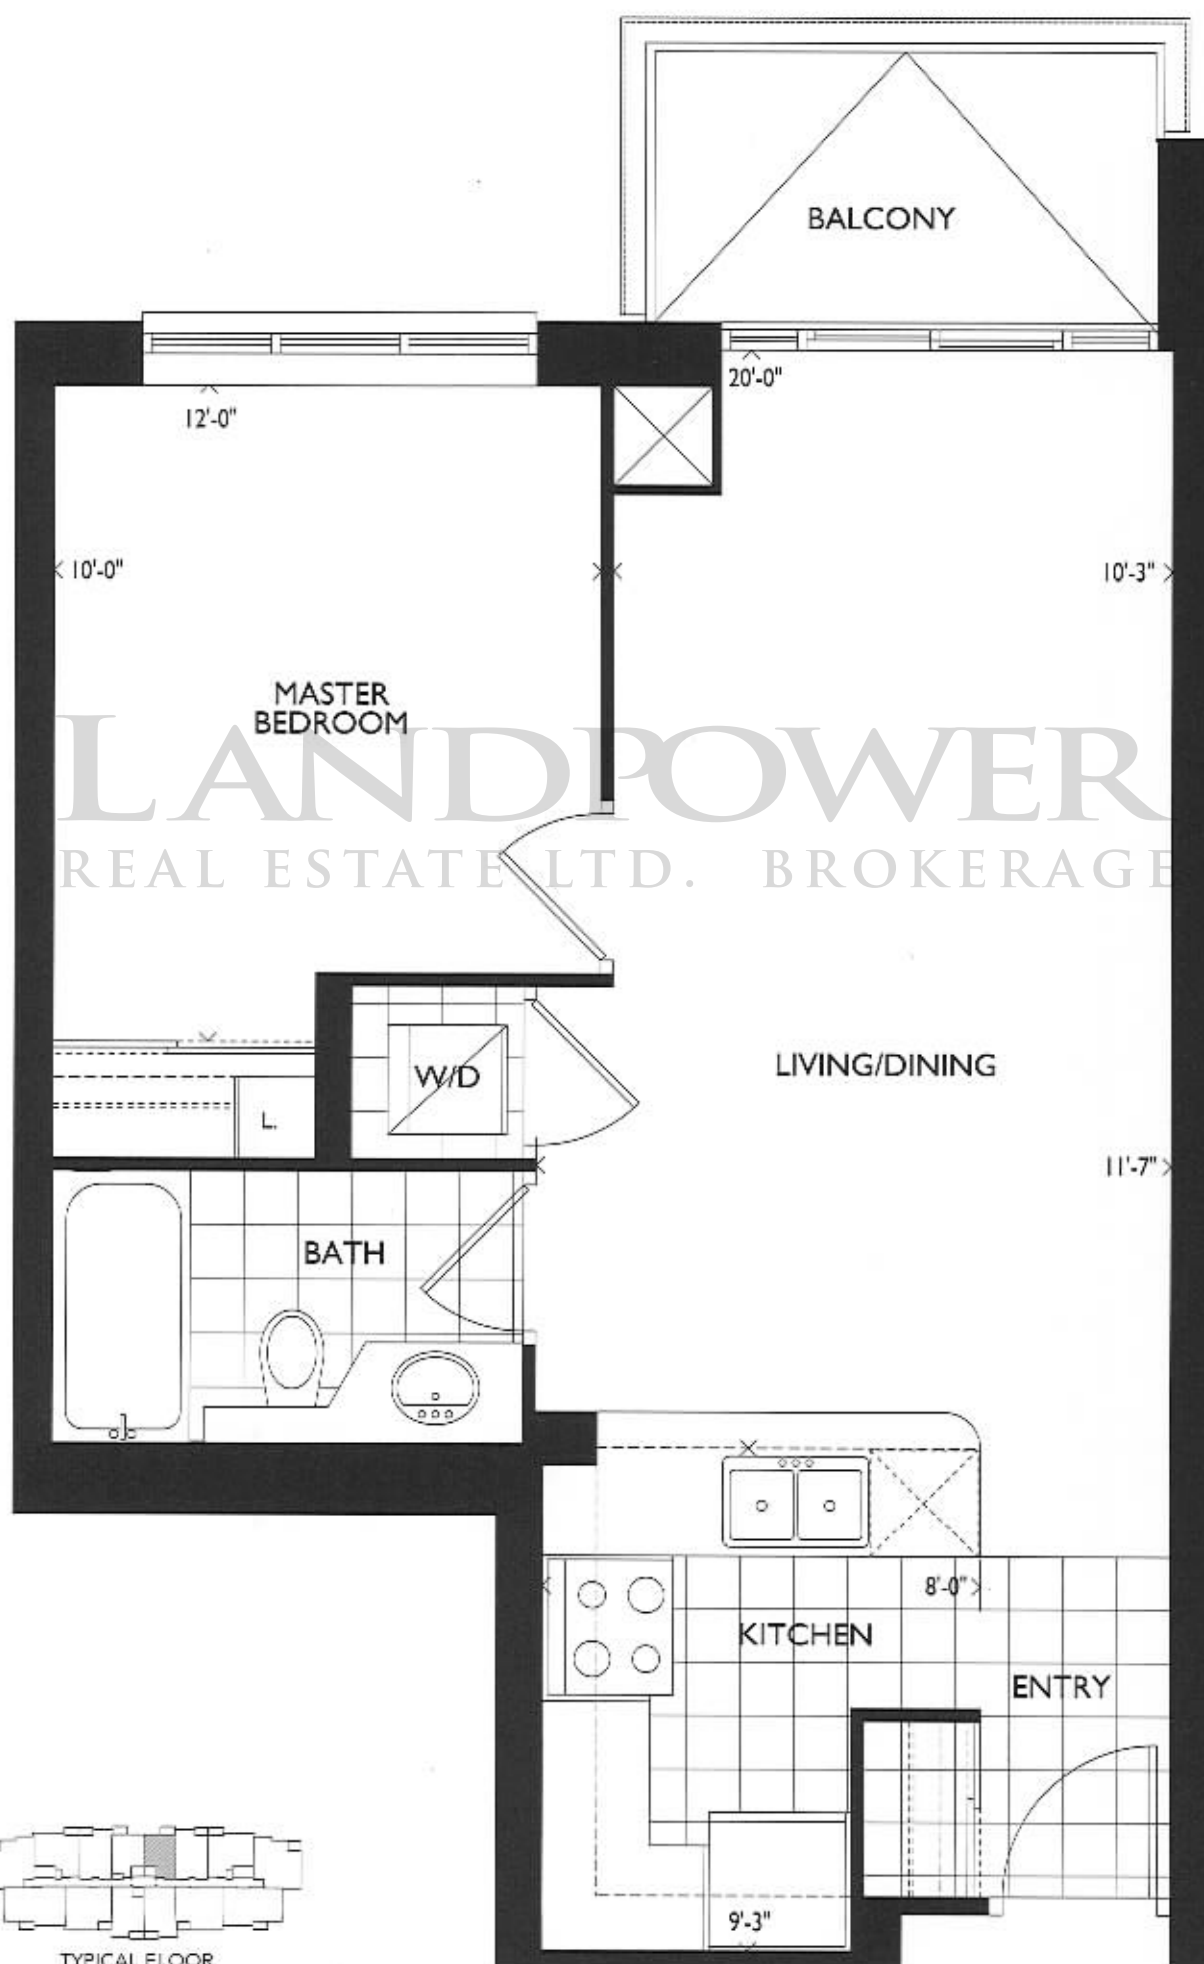 BALCONY
20'-0"
12'-0"
10'-0"
10'-3"
MASTER
BEDROOM
LANDPOWER
REAL ESTATE LTD. BROKERAGE
W/D
LIVING/DINING
L.
11'-7"
BATH
8'-0"
KITCHEN
ENTRY
9'-3"
TYPICAL FLOOR